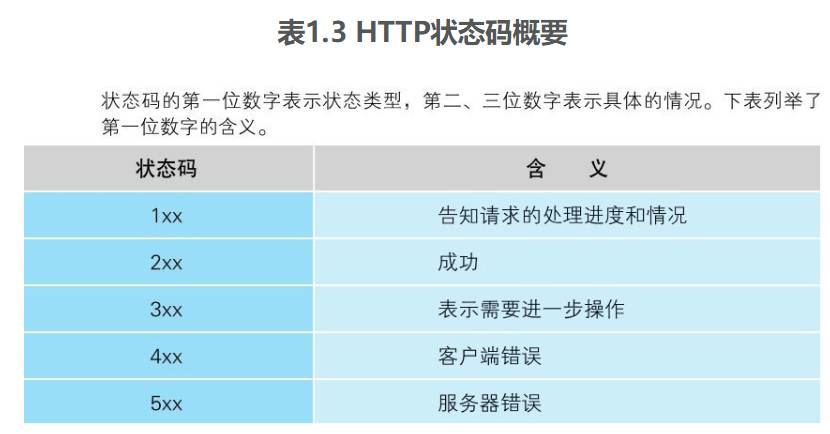 表1.3 HTTP状态码概要
状态码的第一位数字表示状态类型，第二、三位数字表示具体的情况。下表列举了
第一位数字的含义。
状态码 含 义
1xx 告知请求的处理进度和情况
2xx 成功
3xx 表示需要进一步操作
4xx 客户端错误
5xx 服务器错误